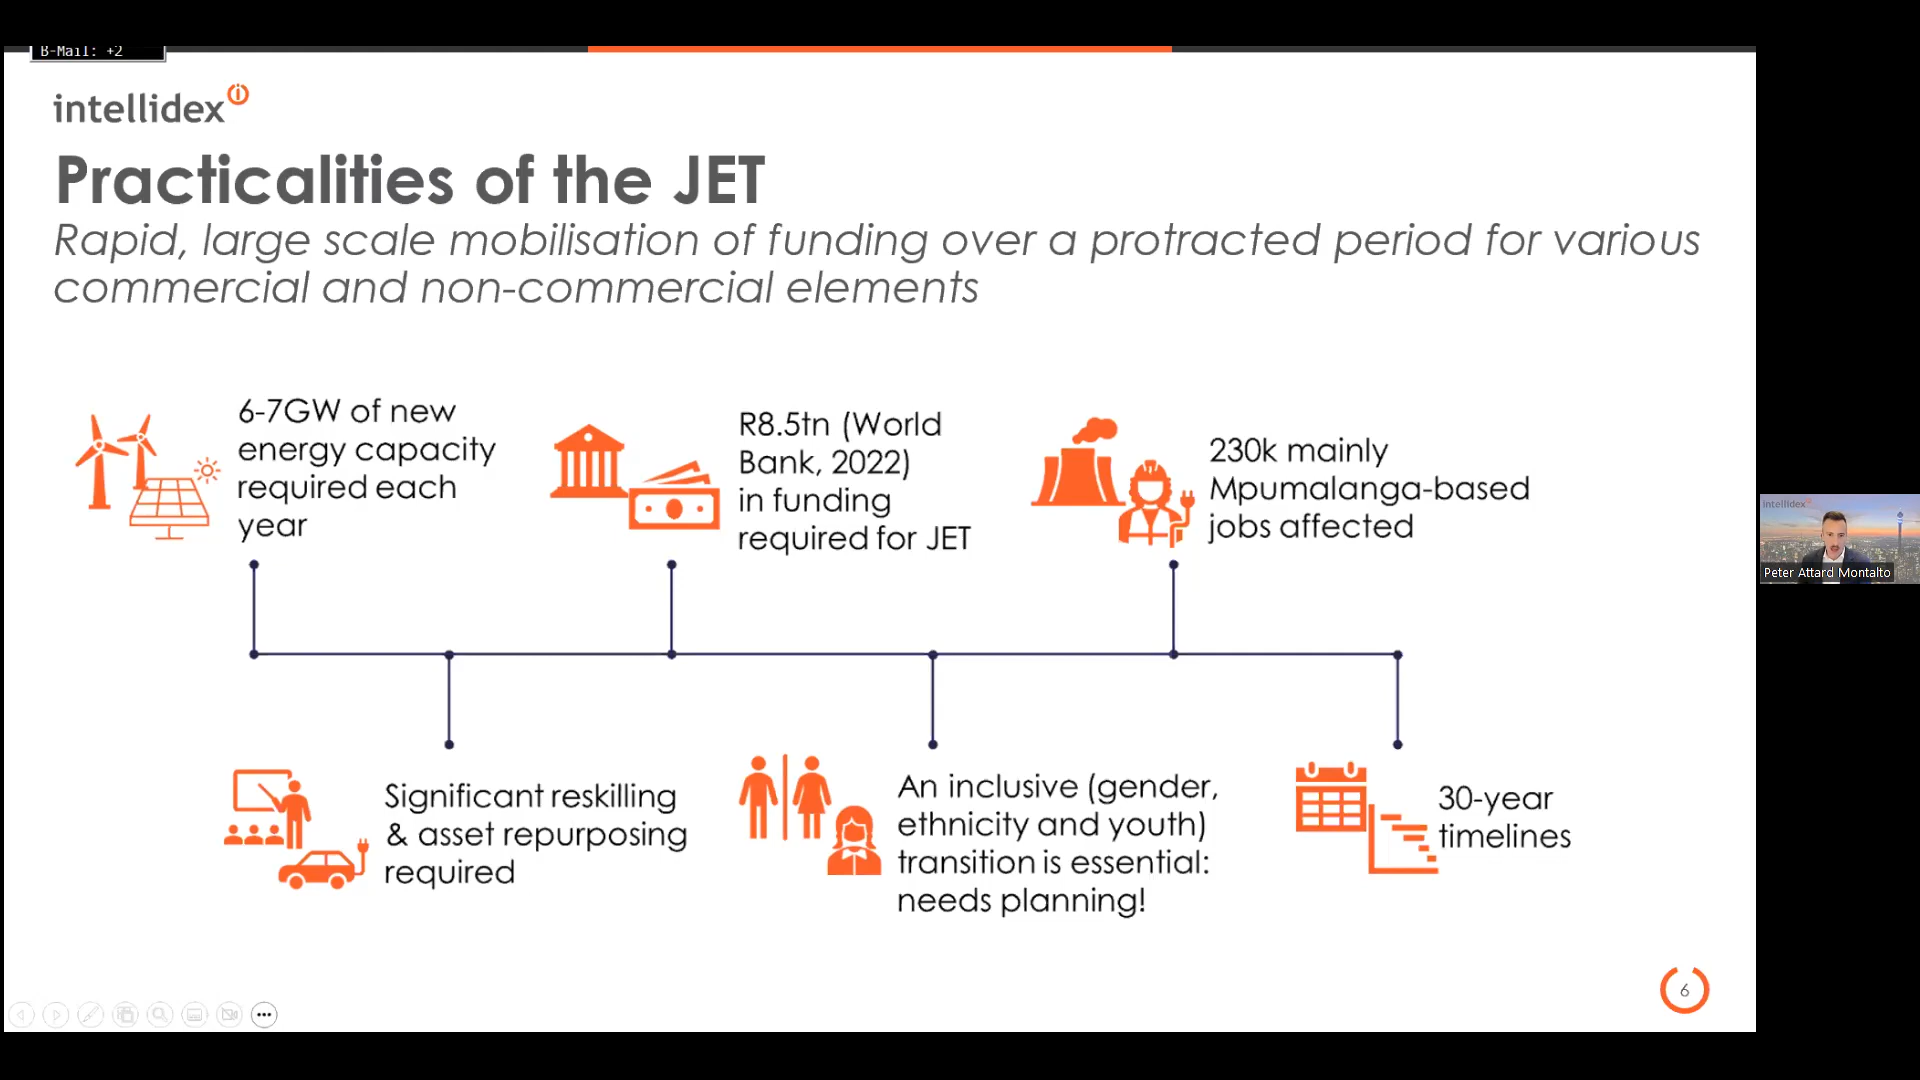 B-Mail: +2
intellidex
Practicalities of the JET
Rapid, large scale mobilisation of funding over a protracted period for various
commercial and non-commercial elements
6-7GW of new
energy capacity
required each
year
R8.5tn (World
Bank, 2022)
in funding
required for JET
230k mainly
Mpumalanga-based
jobs affected
Significant reskilling
& asset repurposing
required
An inclusive (gender,
ethnicity and youth)
transition is essential:
needs planning!
30-year
timelines
6
intellidex
Peter Attard Montalto